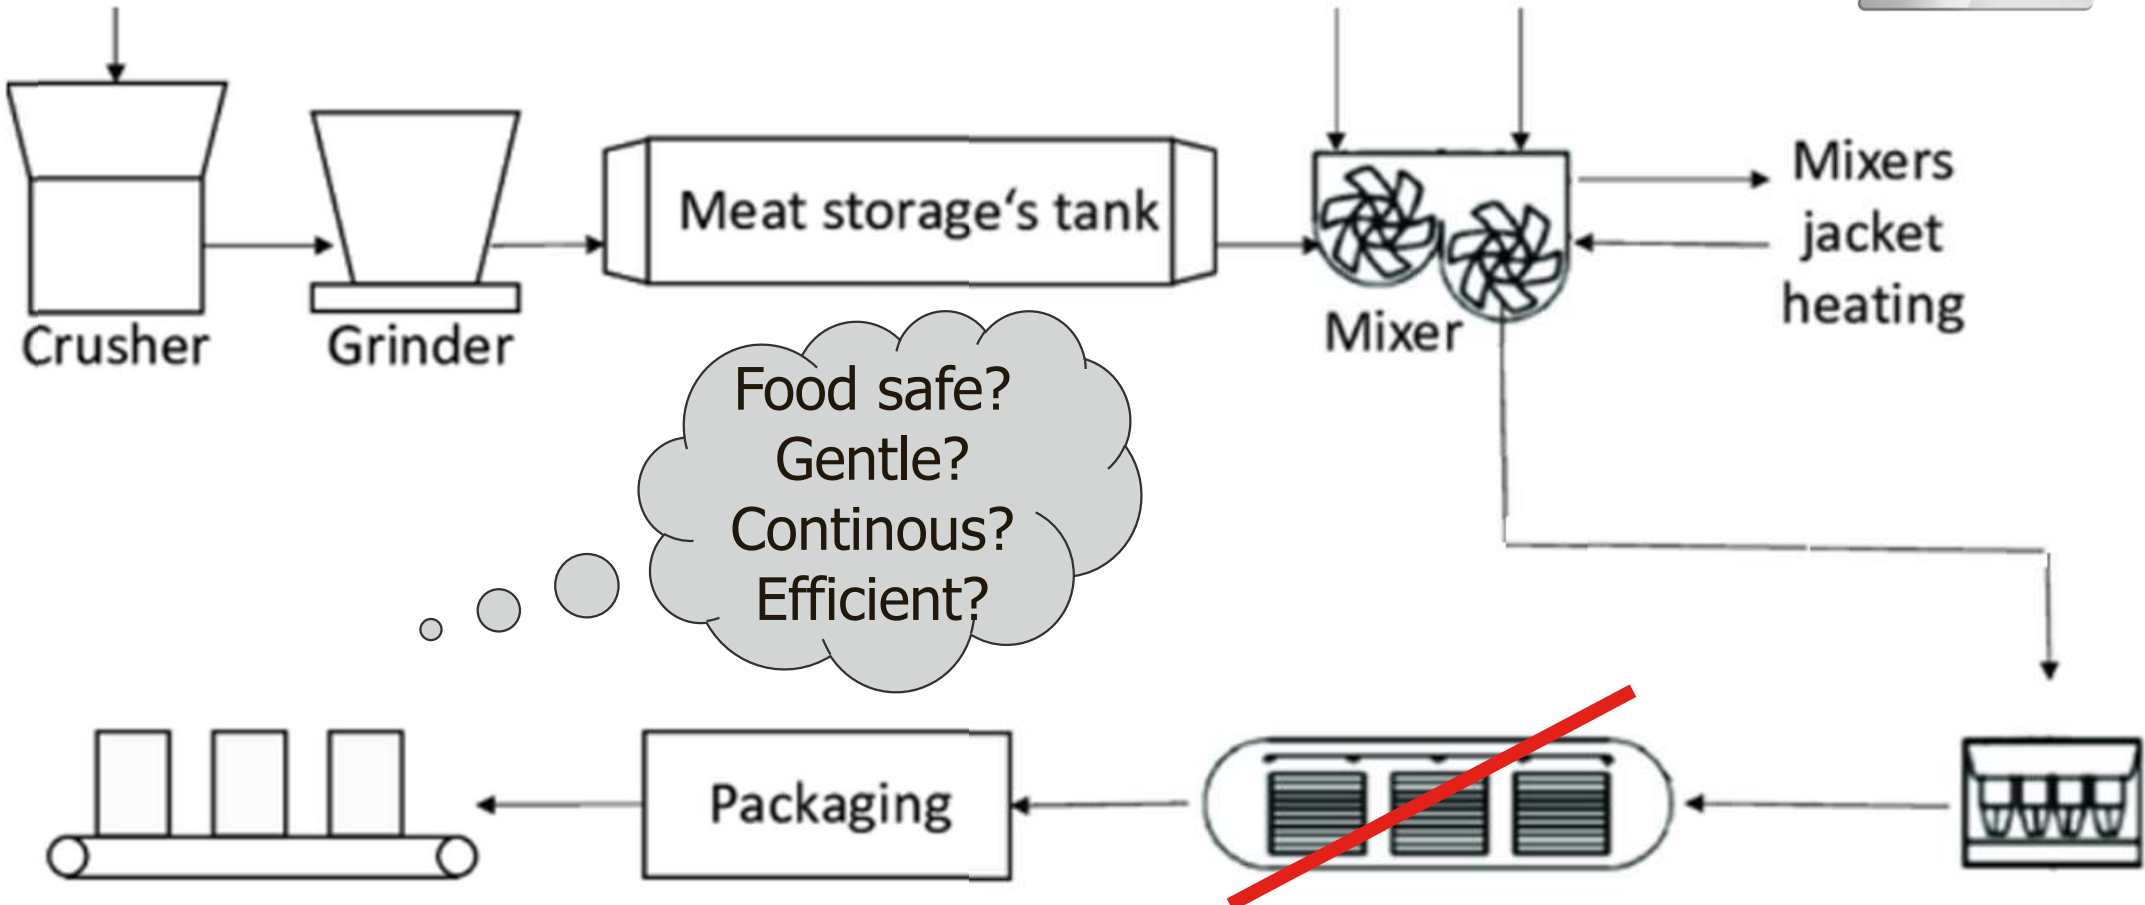 Meat storage‘s tank
Mixers
jacket
heating
Crusher
Grinder
Mixer
Food safe?
Gentle?
Continous?
Efficient?
Packaging